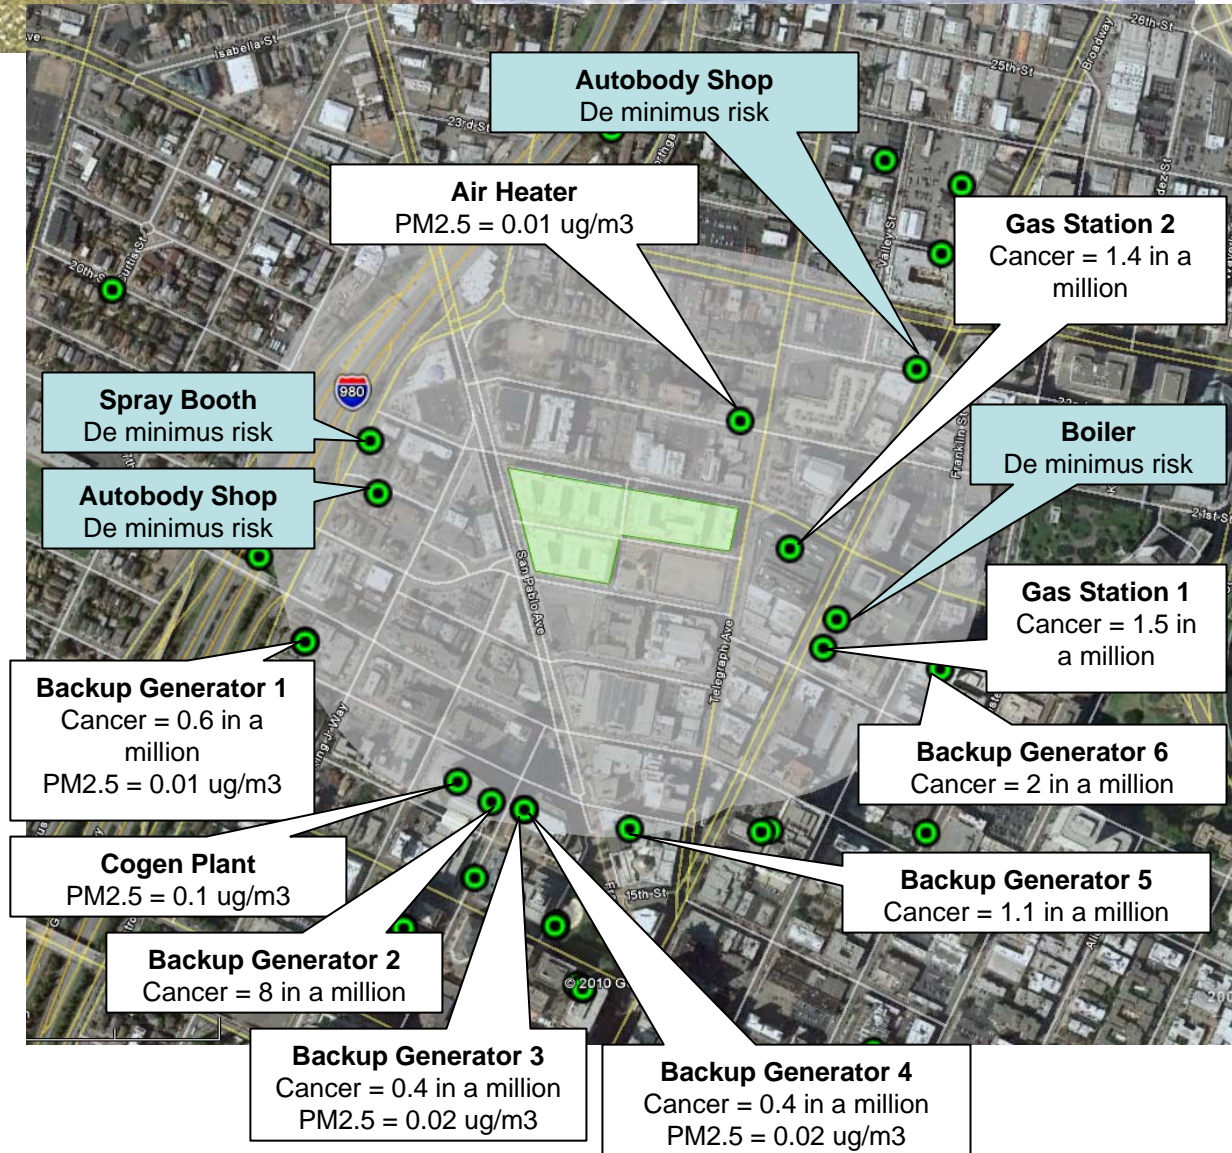 26th St
Broadway
Isabella St
25th St
Autobody Shop
De minimus risk
23rd St
Air Heater
PM2.5 = 0.01 ug/m3
Valley St
Gas Station 2
Cancer = 1.4 in a
million
20th
980
Spray Booth
De minimus risk
Franklin St
Boiler
De minimus risk
Autobody Shop
De minimus risk
21st S
San Pablo Ave
Telegraph Ave
Gas Station 1
Cancer = 1.5 in
a million
Backup Generator 1
Cancer = 0.6 in a
million
PM2.5 = 0.01 ug/m3
Way
Backup Generator 6
Cancer = 2 in a million
Cogen Plant
PM2.5 = 0.1 ug/m3
15th St
Backup Generator 5
Cancer = 1.1 in a million
Backup Generator 2
Cancer = 8 in a million
© 2010 G
Backup Generator 3
Cancer = 0.4 in a million
PM2.5 = 0.02 ug/m3
Backup Generator 4
Cancer = 0.4 in a million
PM2.5 = 0.02 ug/m3